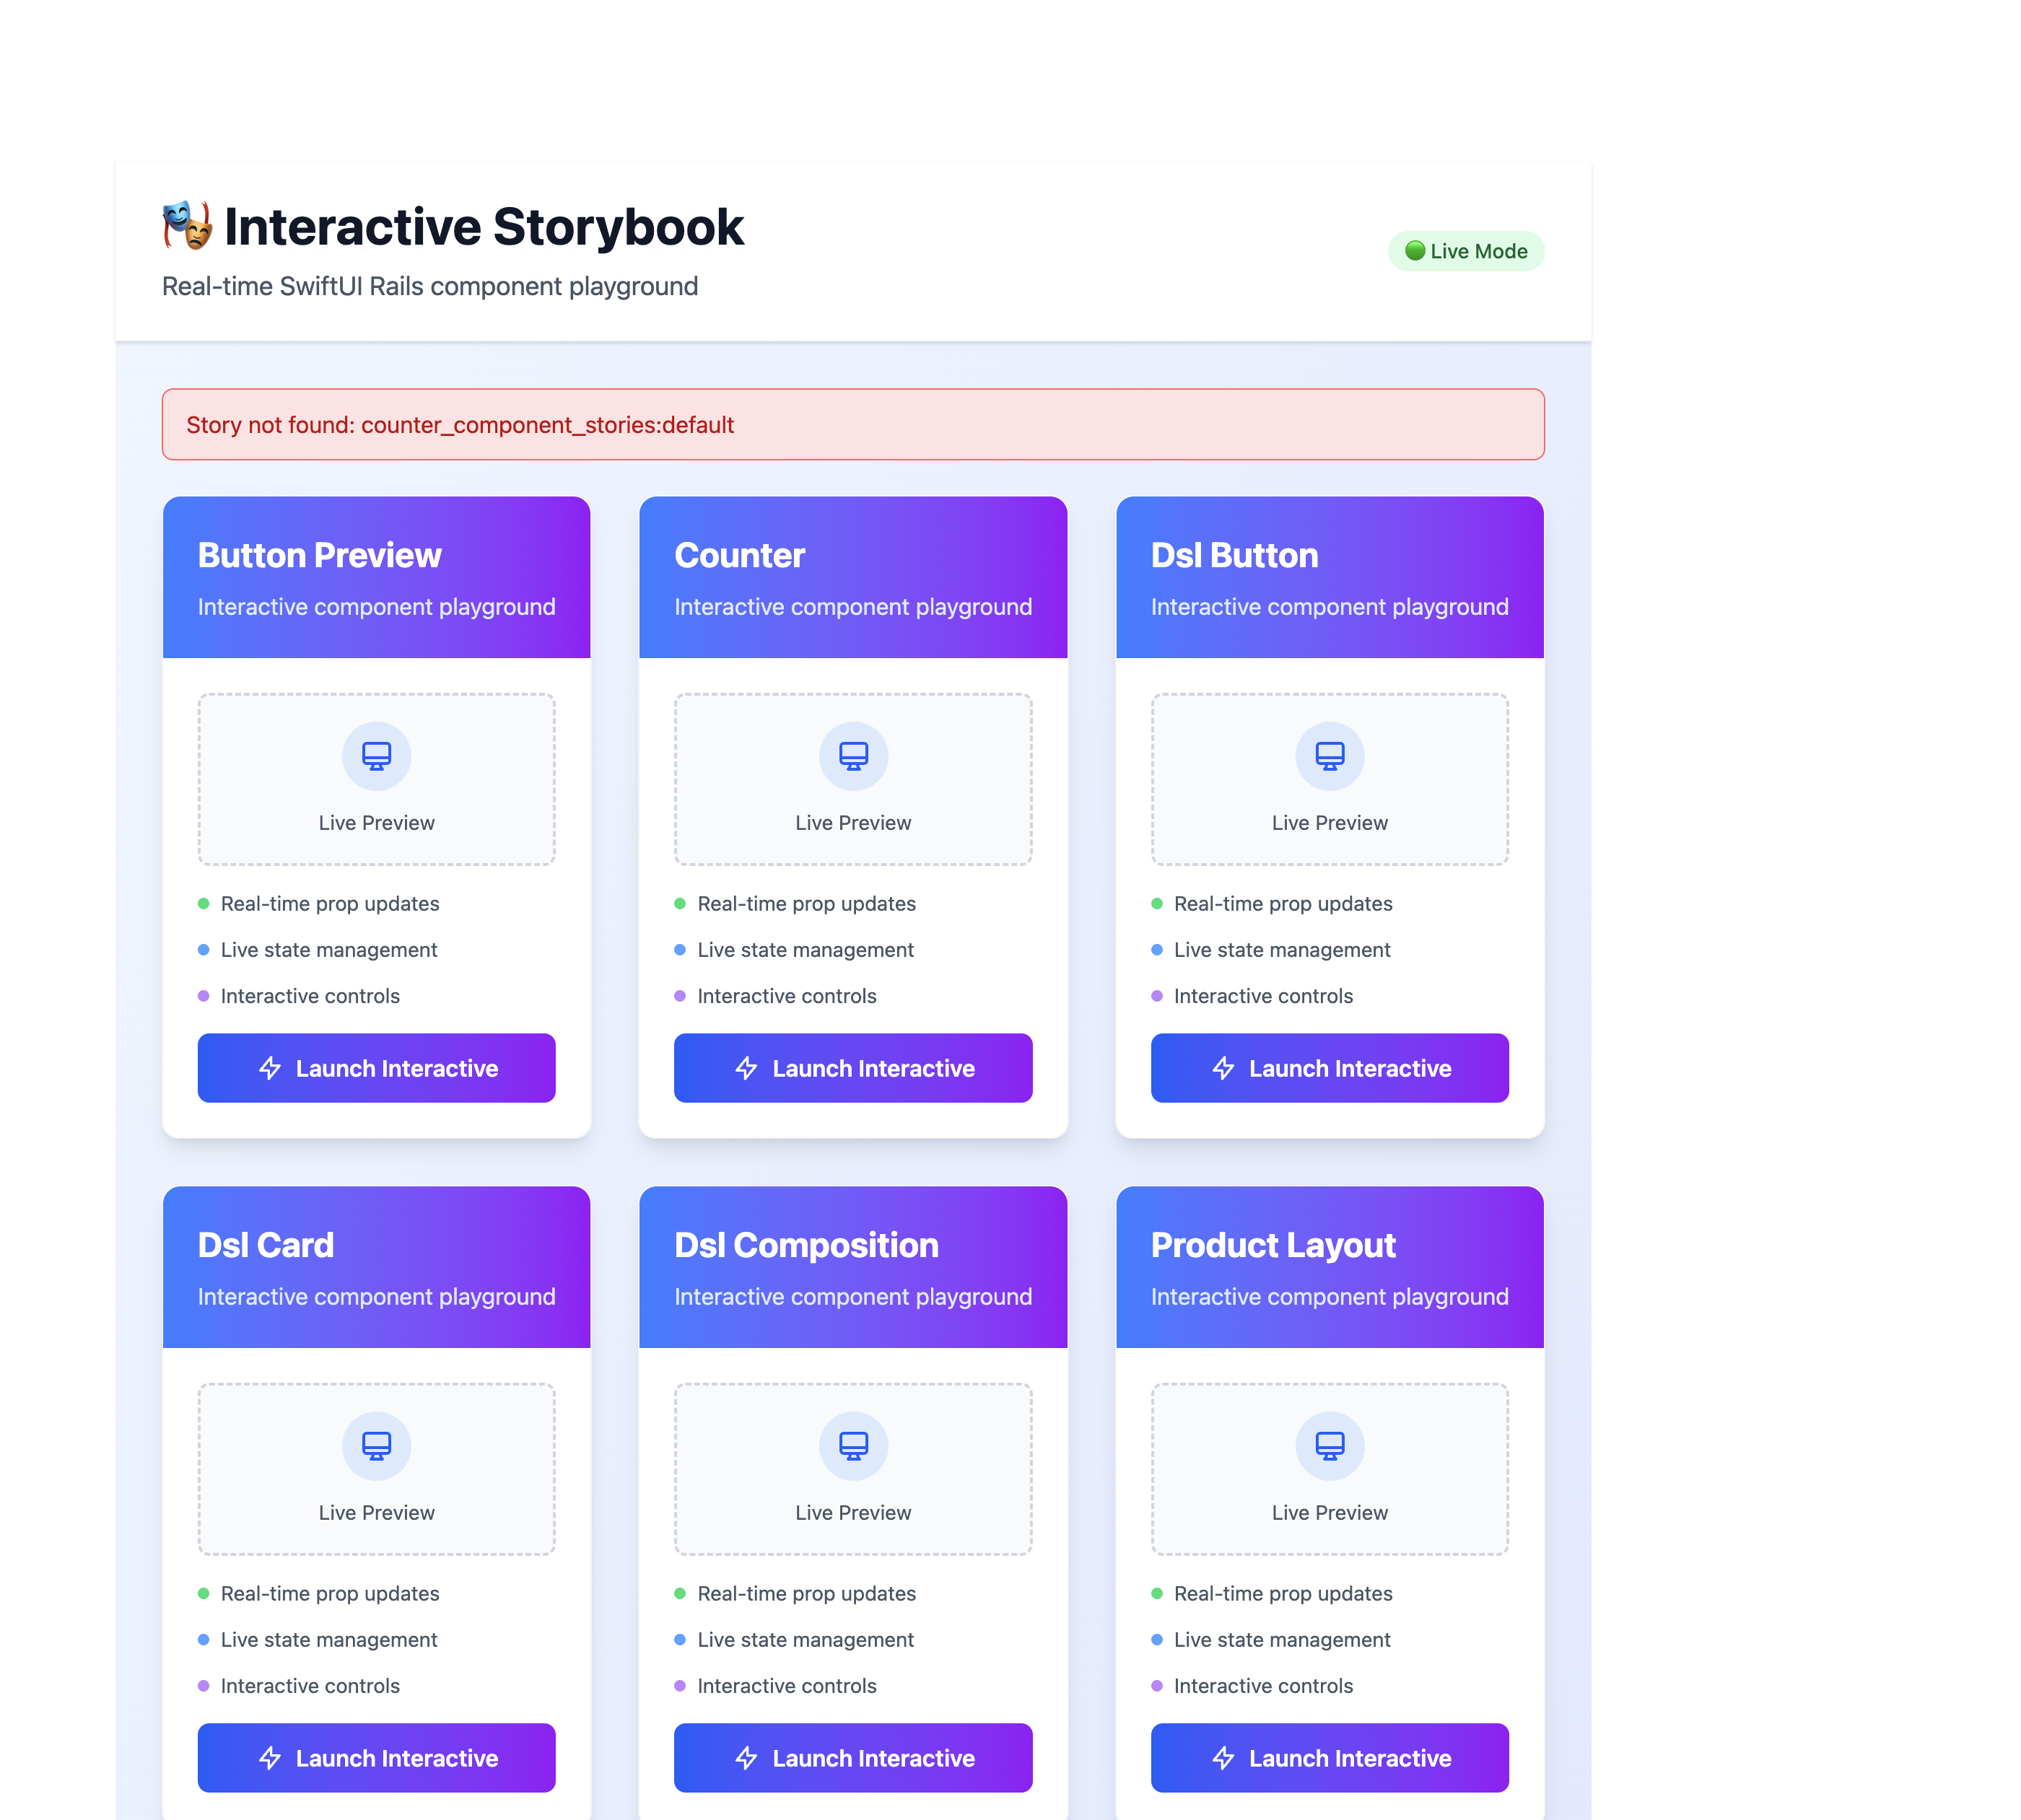 Interactive Storybook
Real-time SwiftUI Rails component playground
Live Mode
Story not found: counter_component_stories:default
Button Preview
Interactive component playground
Live Preview
Real-time prop updates
Live state management
Interactive controls
Launch Interactive
Counter
Interactive component playground
Live Preview
Real-time prop updates
Live state management
Interactive controls
Launch Interactive
Dsl Button
Interactive component playground
Live Preview
Real-time prop updates
Live state management
Interactive controls
Launch Interactive
Dsl Card
Interactive component playground
Live Preview
Real-time prop updates
Live state management
Interactive controls
Launch Interactive
Dsl Composition
Interactive component playground
Live Preview
Real-time prop updates
Live state management
Interactive controls
Launch Interactive
Product Layout
Interactive component playground
Live Preview
Real-time prop updates
Live state management
Interactive controls
Launch Interactive